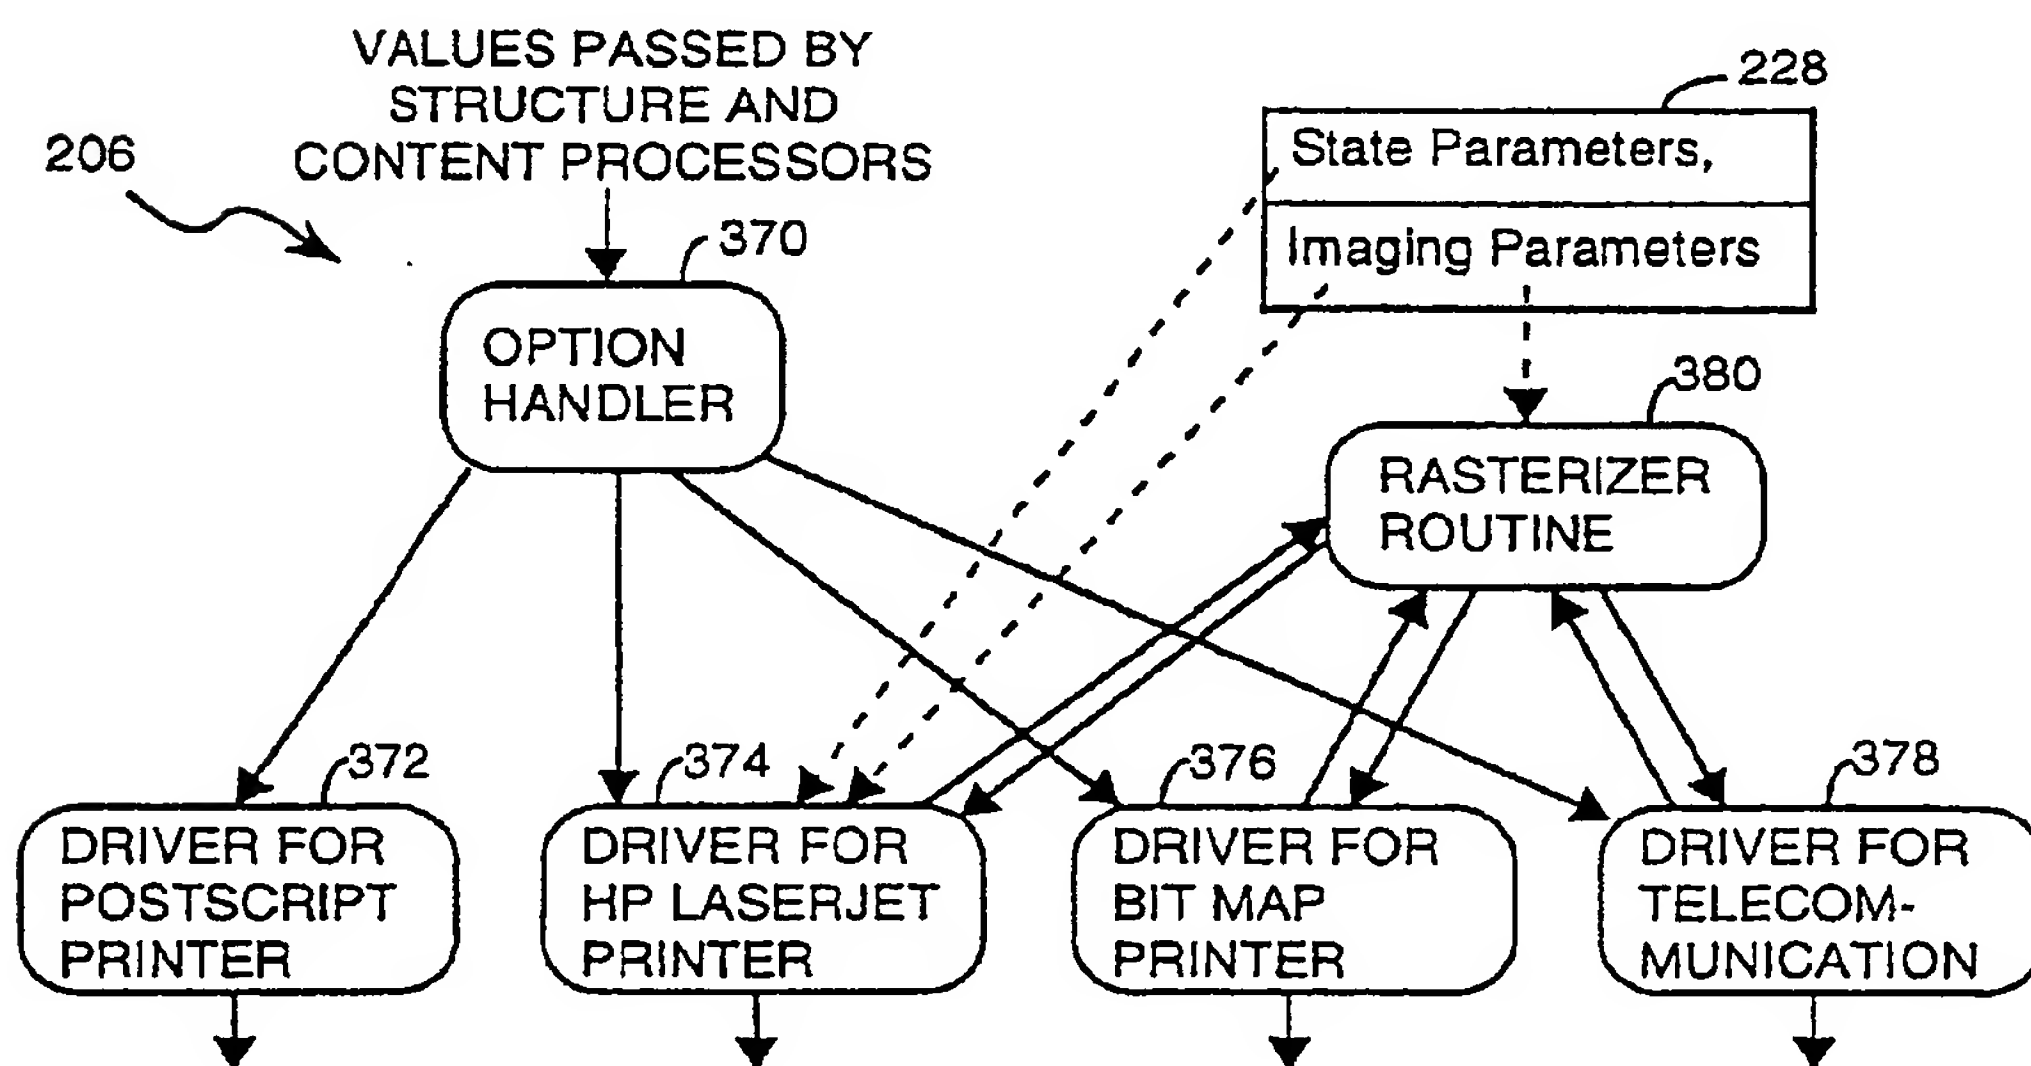 VALUES PASSED BY
STRUCTURE AND
CONTENT PROCESSORS
206
228
State Parameters,
Imaging Parameters
370
OPTION
HANDLER
380
RASTERIZER
ROUTINE
372
DRIVER FOR
POSTSCRIPT
PRINTER
374
DRIVER FOR
HP LASERJET
PRINTER
376
DRIVER FOR
BIT MAP
PRINTER
378
DRIVER FOR
TELECOM-
MUNICATION